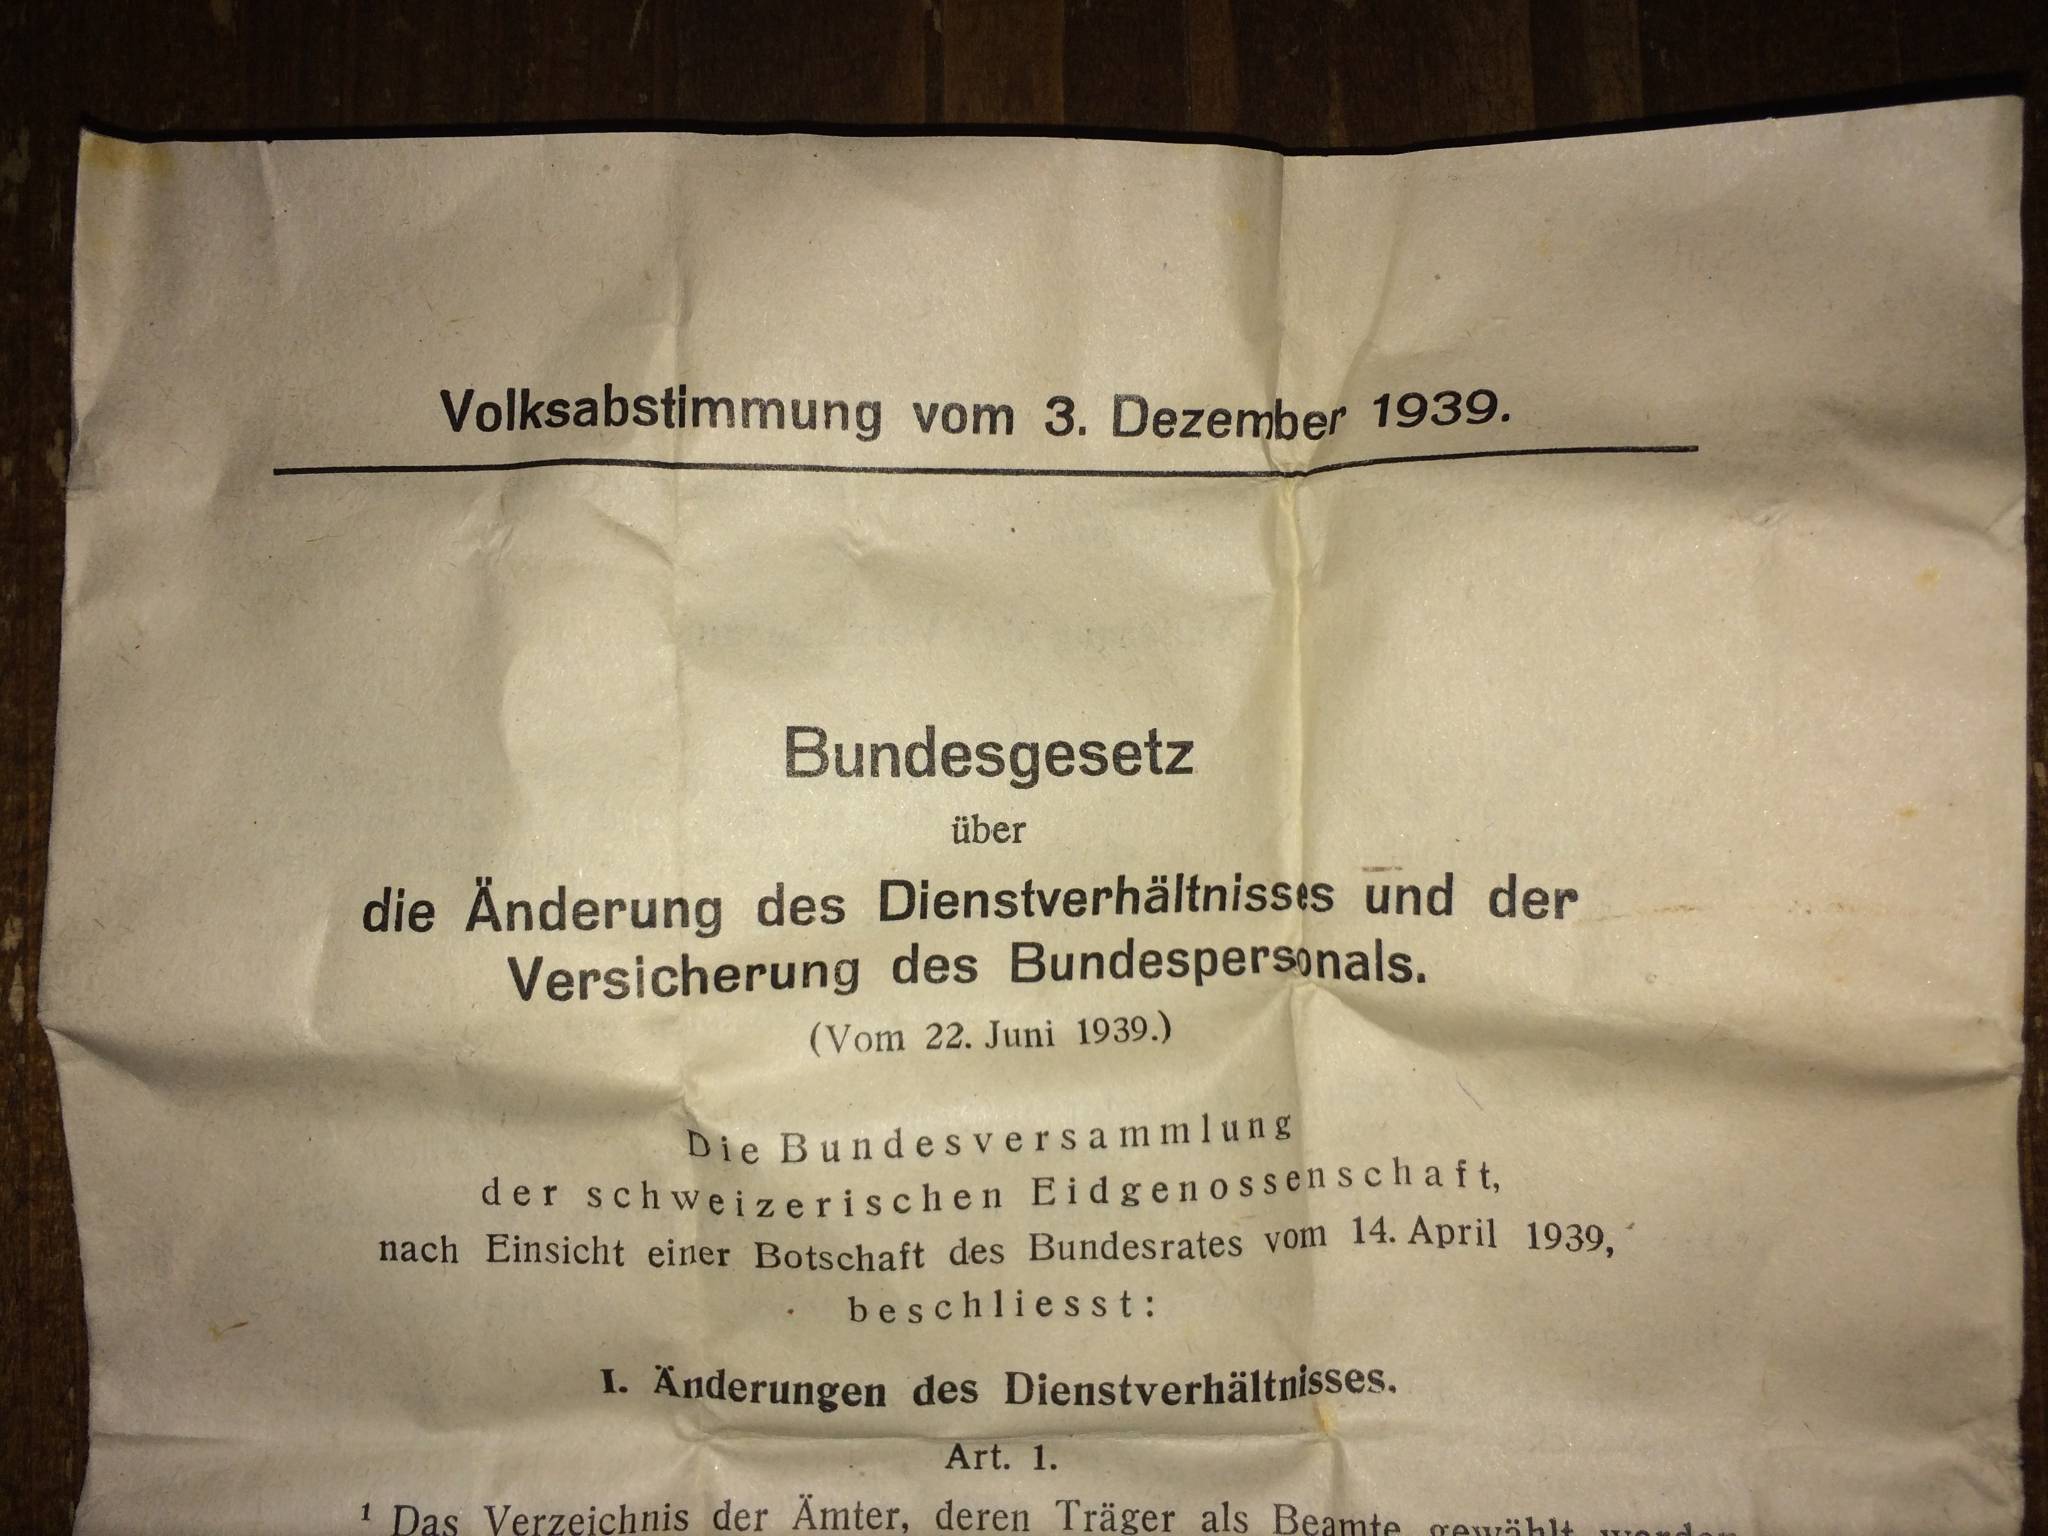 Volksabstimmung vom 3. Dezember 1939.
Bundesgesetz
über
die Änderung des Dienstverhältnisses und der
Versicherung des Bundespersonals.
(Vom 22. Juni 1939.)
Die Bundesversammlung
der schweizerischen Eidgenossenschaft,
nach Einsicht einer Botschaft des Bundesrates vom 14. April 1939,
beschliesst:
I. Änderungen des Dienstverhältnisses.
Art. 1.
¹ Das Verzeichnis der Ämter, deren Träger als Beamte gewählt werden